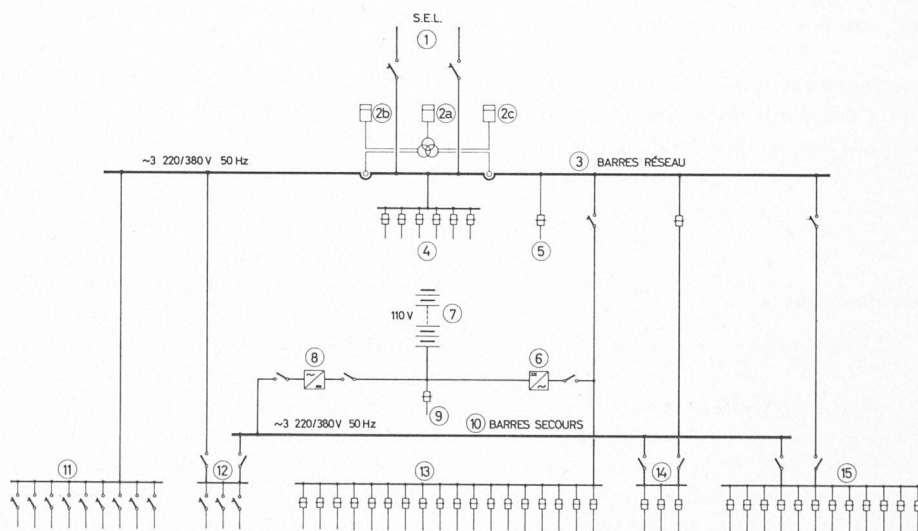 S.E.L.
1
2b
2a
2c
~3 220/380 V 50 Hz
3 BARRES RÉSEAU
4
5
110 V
7
8
6
9
~3 220/380V 50Hz
10 BARRES SECOURS
11
12
13
14
15